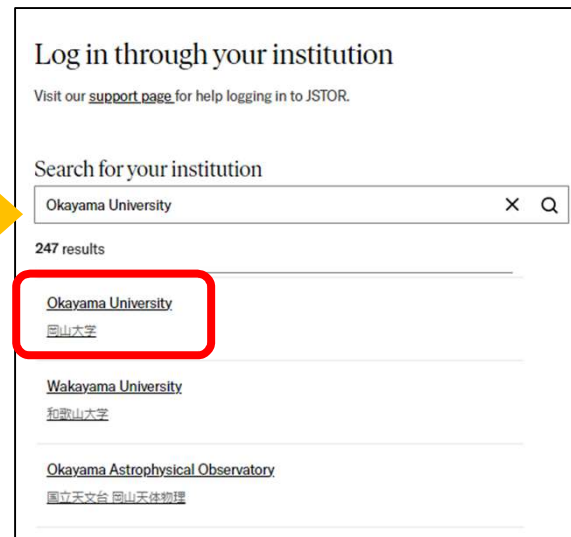 Log in through your institution
Visit our support page for help logging in to JSTOR.
Search for your institution
Okayama University
247 results
Okayama University
岡山大学
Wakayama University
和歌山大学
Okayama Astrophysical Observatory
国立天文台 岡山天体物理